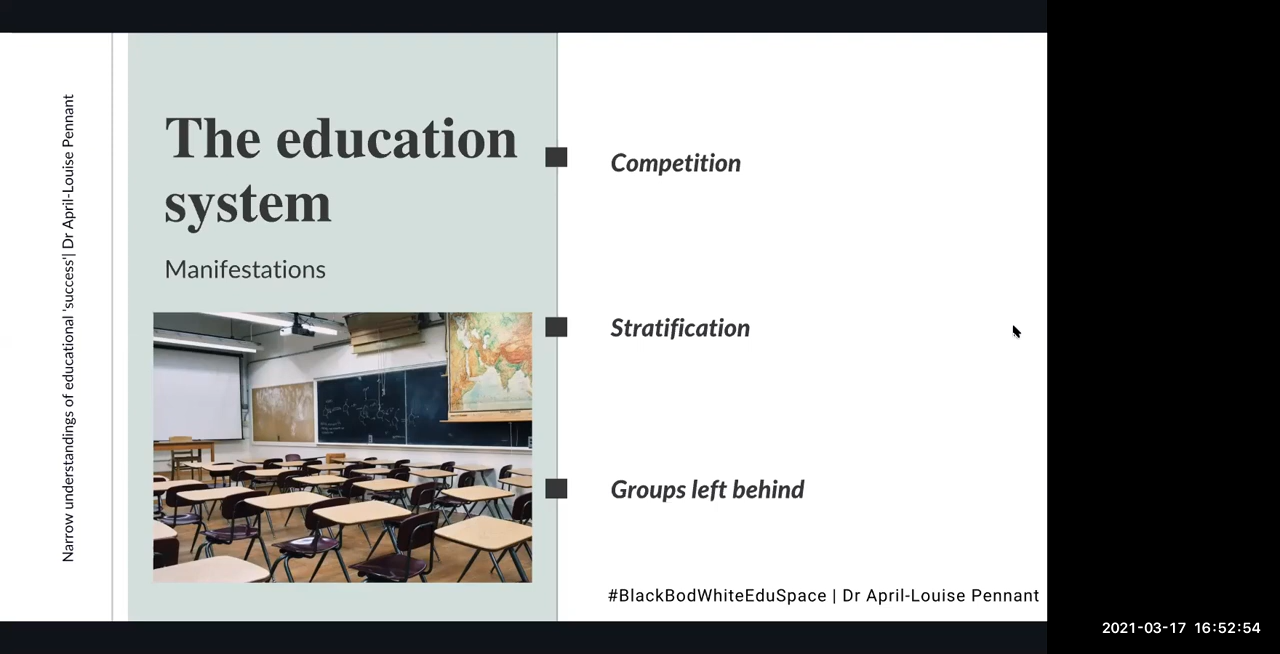 Narrow understandings of educational 'success'| Dr April-Louise Pennant
The education
system
Manifestations
Competition
Stratification
Groups left behind
#BlackBodWhiteEduSpace | Dr April-Louise Pennant
2021-03-17 16:52:54